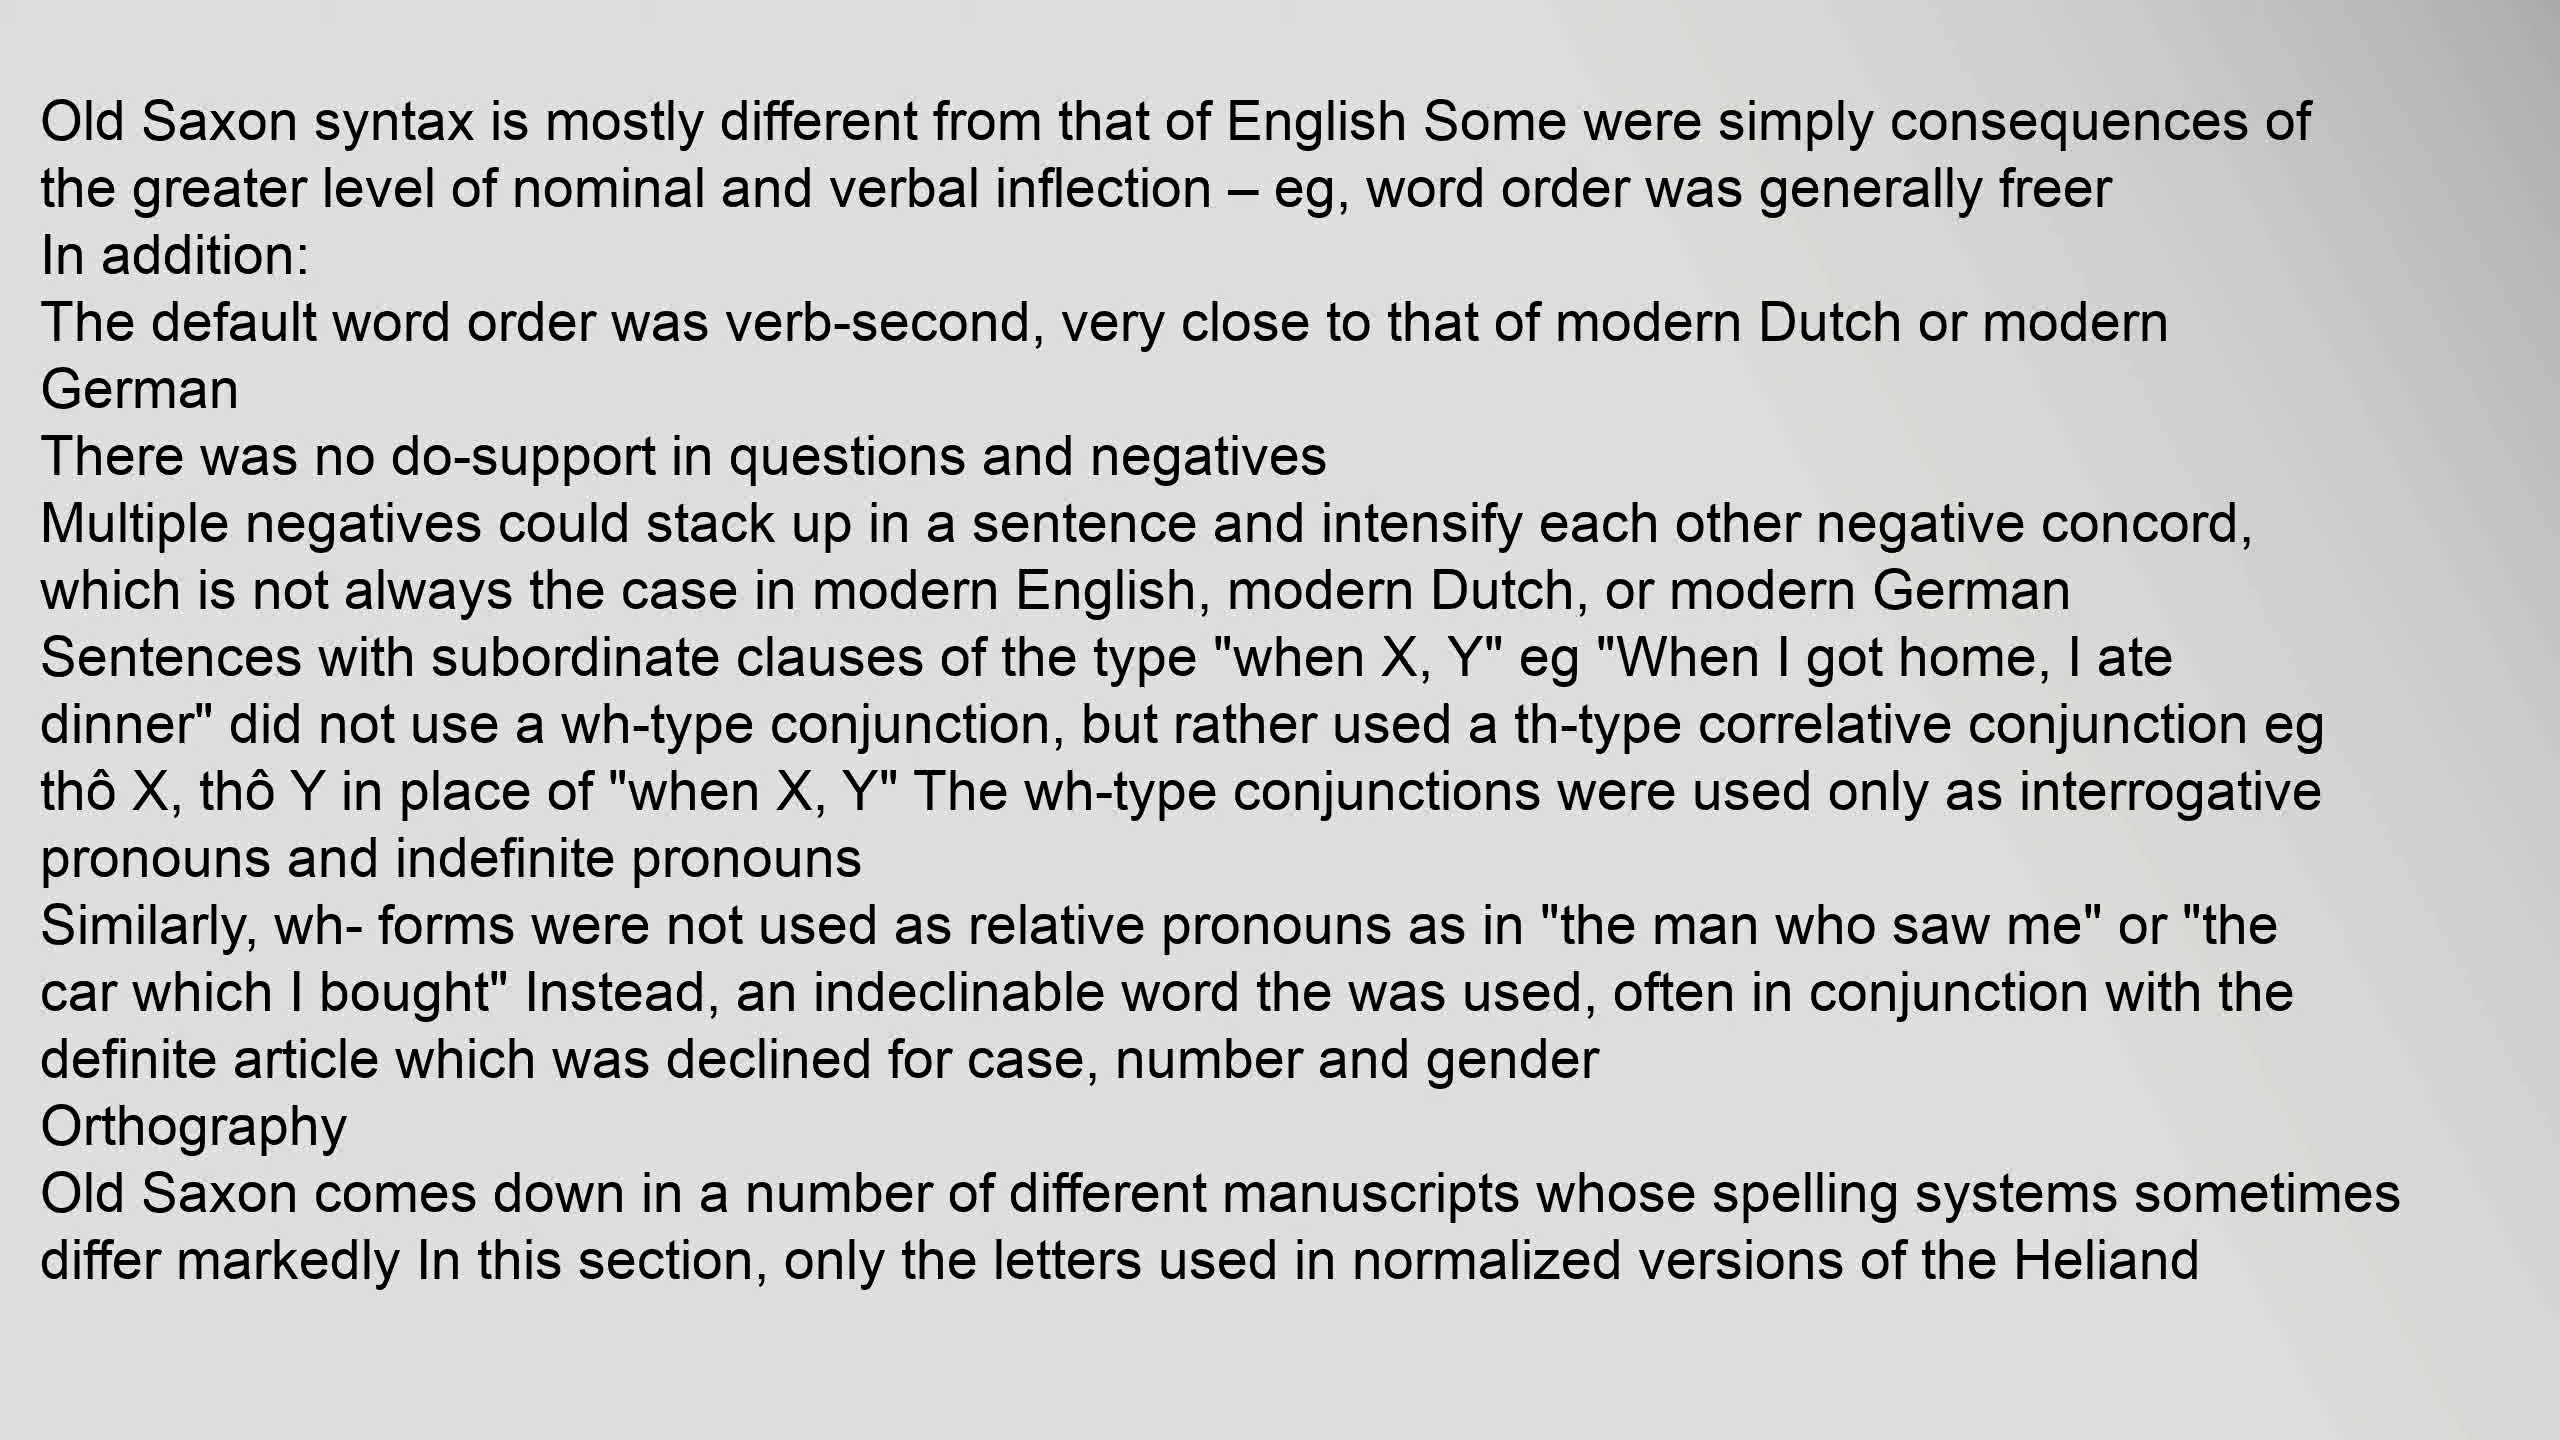 Old Saxon syntax is mostly different from that of English Some were simply consequences of
the greater level of nominal and verbal inflection – eg, word order was generally freer
In addition:
The default word order was verb-second, very close to that of modern Dutch or modern
German
There was no do-support in questions and negatives
Multiple negatives could stack up in a sentence and intensify each other negative concord,
which is not always the case in modern English, modern Dutch, or modern German
Sentences with subordinate clauses of the type "when X, Y" eg "When I got home, I ate
dinner" did not use a wh-type conjunction, but rather used a th-type correlative conjunction eg
thô X, thô Y in place of "when X, Y" The wh-type conjunctions were used only as interrogative
pronouns and indefinite pronouns
Similarly, wh- forms were not used as relative pronouns as in "the man who saw me" or "the
car which I bought" Instead, an indeclinable word the was used, often in conjunction with the
definite article which was declined for case, number and gender
Orthography
Old Saxon comes down in a number of different manuscripts whose spelling systems sometimes
differ markedly In this section, only the letters used in normalized versions of the Heliand